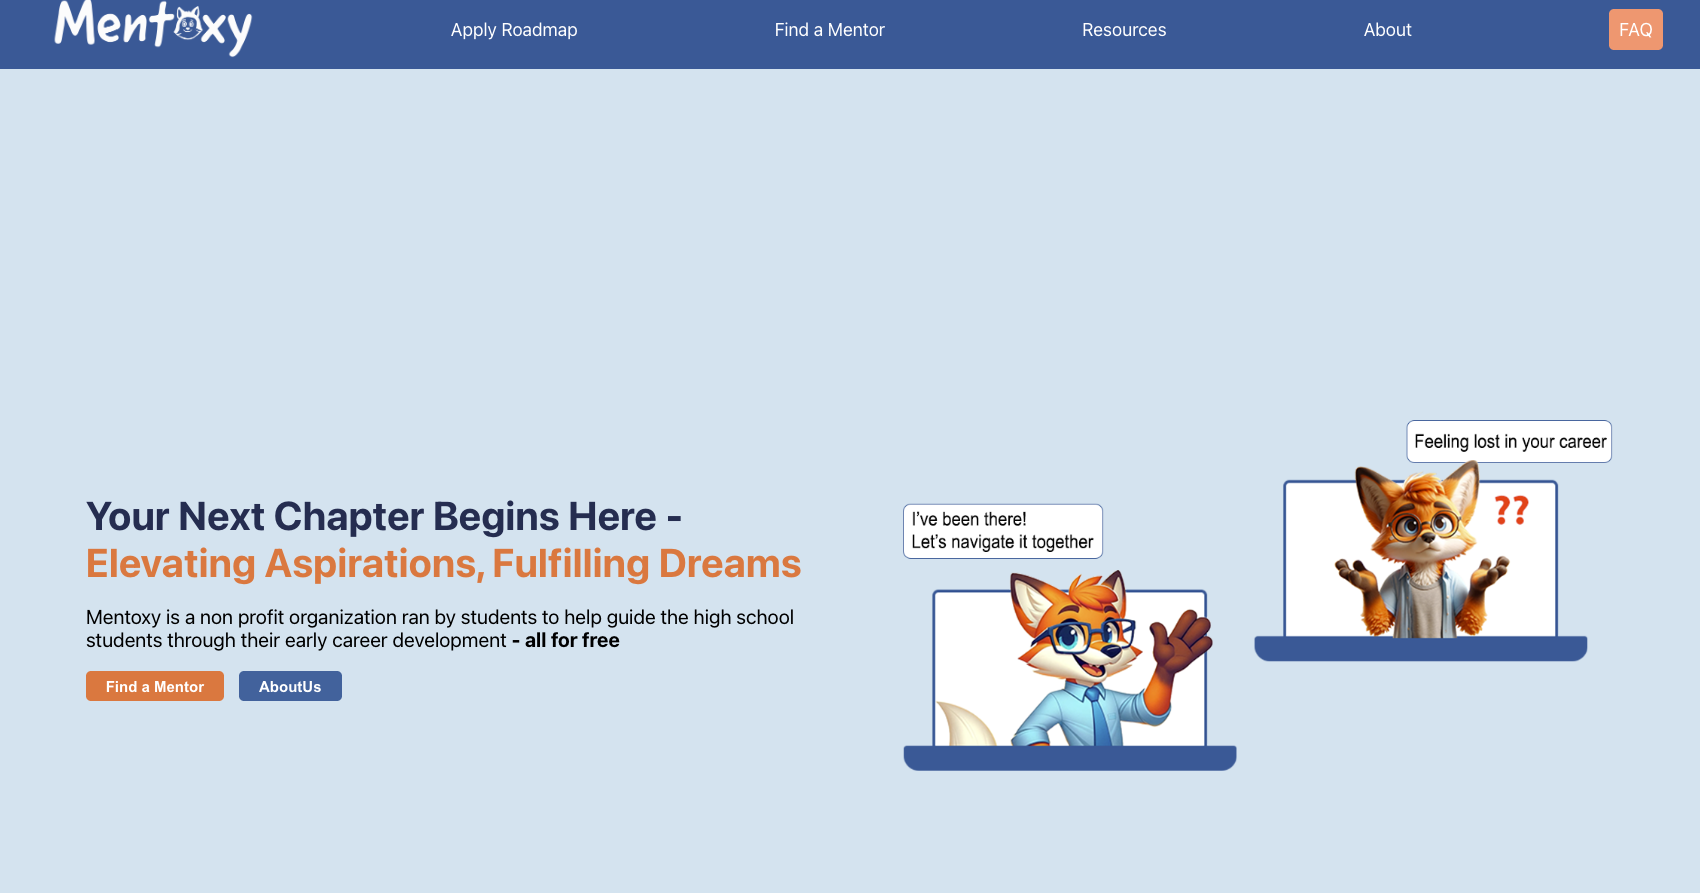 Mentoxy
Apply Roadmap
Find a Mentor
Resources
About
FAQ
Your Next Chapter Begins Here -
Elevating Aspirations, Fulfilling Dreams
Mentoxy is a non profit organization ran by students to help guide the high school
students through their early career development - all for free
Find a Mentor
AboutUs
I've been there!
Let's navigate it together
Feeling lost in your career
??